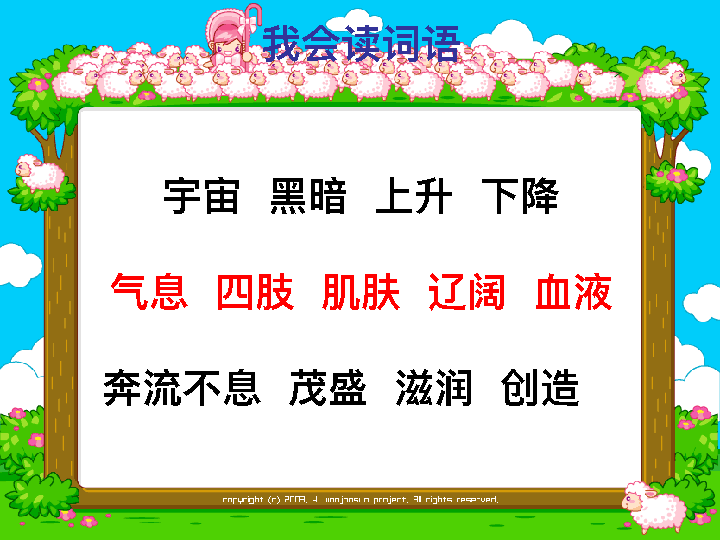 我会读词语
宇宙 黑暗 上升 下降
气息 四肢 肌肤 辽阔 血液
奔流不息 茂盛 滋润 创造
copyright (c) 2003. project. All rights reserved.